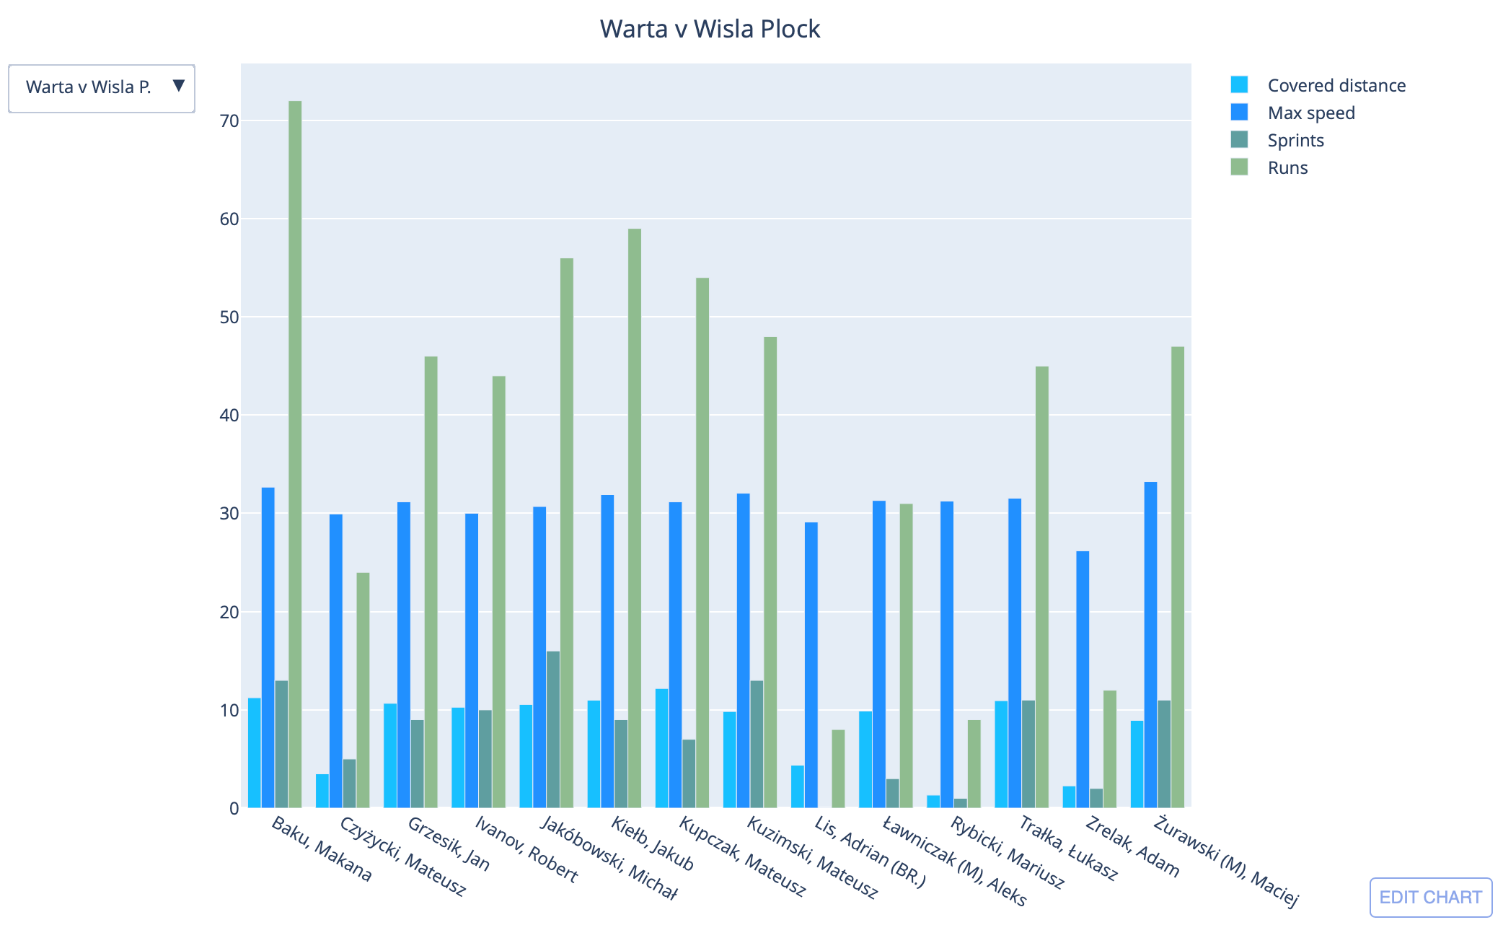 Warta v Wisla Plock
Warta v Wisla P. ▼
Covered distance
Max speed
Sprints
Runs
70
60
50
40
30
20
10
0
Baku, Makana
Czyżycki, Mateusz
Grzesik, Jan
Ivanov, Robert
Jakóbowski, Michał
Kiełb, Jakub
Kupczak, Mateusz
Kuzimski, Mateusz
Lis, Adrian (BR,)
Ławniczak (M), Aleks
Rybicki, Mariusz
Trałka, Łukasz
Zrelak, Adam
Żurawski (M), Maciej
EDIT CHART